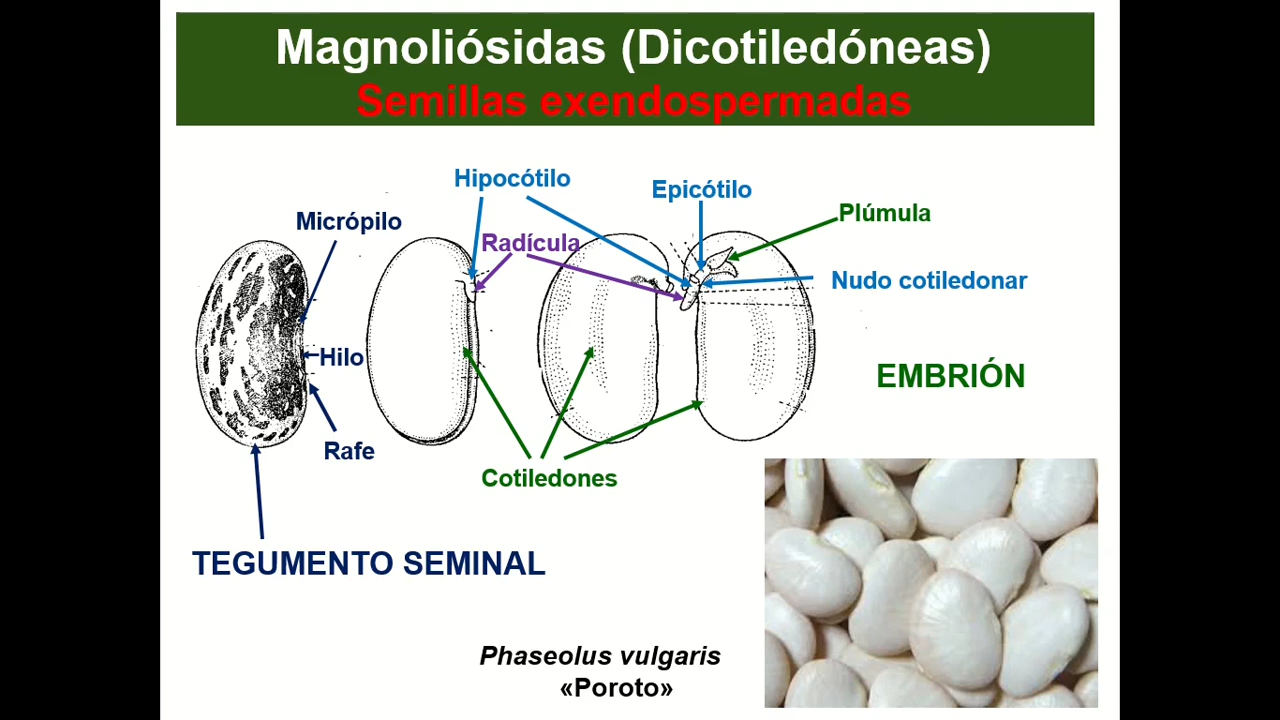 Magnoliósidas (Dicotiledóneas)
Semillas exendospermadas
Hipocótilo
Epicótilo
Plúmula
Micrópilo
Radícula
Nudo cotiledonar
Hilo
EMBRIÓN
Rafe
Cotiledones
TEGUMENTO SEMINAL
Phaseolus vulgaris
«Poroto»